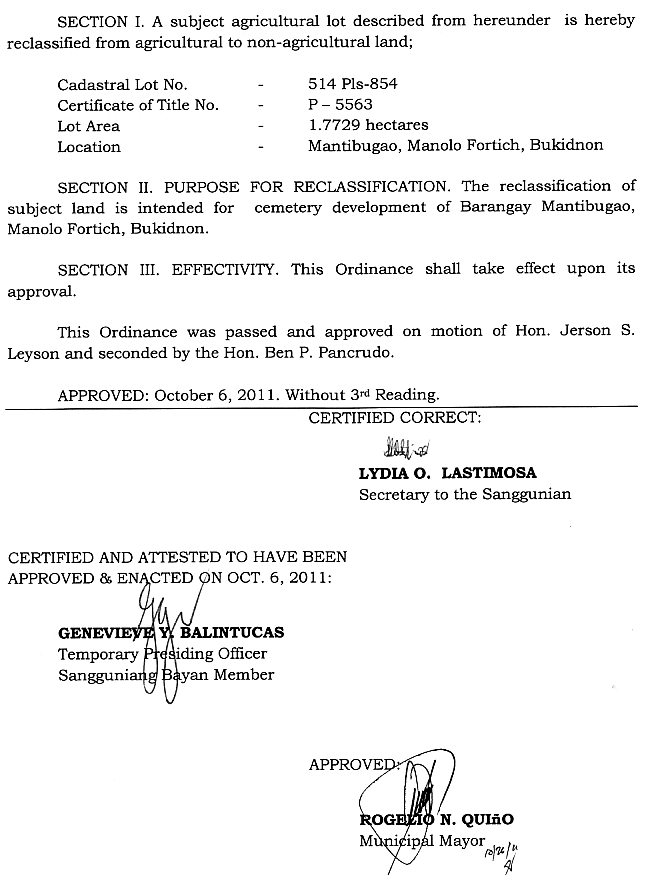 SECTION I. A subject agricultural lot described from hereunder is hereby
reclassified from agricultural to non-agricultural land;
Cadastral Lot No. - 514 Pls-854
Certificate of Title No. - P – 5563
Lot Area - 1.7729 hectares
Location - Mantibugao, Manolo Fortich, Bukidnon
SECTION II. PURPOSE FOR RECLASSIFICATION. The reclassification of
subject land is intended for cemetery development of Barangay Mantibugao,
Manolo Fortich, Bukidnon.
SECTION III. EFFECTIVITY. This Ordinance shall take effect upon its
approval.
This Ordinance was passed and approved on motion of Hon. Jerson S.
Leyson and seconded by the Hon. Ben P. Pancrudo.
APPROVED: October 6, 2011. Without 3rd Reading.
CERTIFIED CORRECT:
LYDIA O. LASTIMOSA
Secretary to the Sanggunian
CERTIFIED AND ATTESTED TO HAVE BEEN
APPROVED & ENACTED ON OCT. 6, 2011:
GENEVIEVE Y. BALINTUCAS
Temporary Presiding Officer
Sangguniang Bayan Member
APPROVED:
ROGELIO N. QUIñO
Municipal Mayor
10/26/11